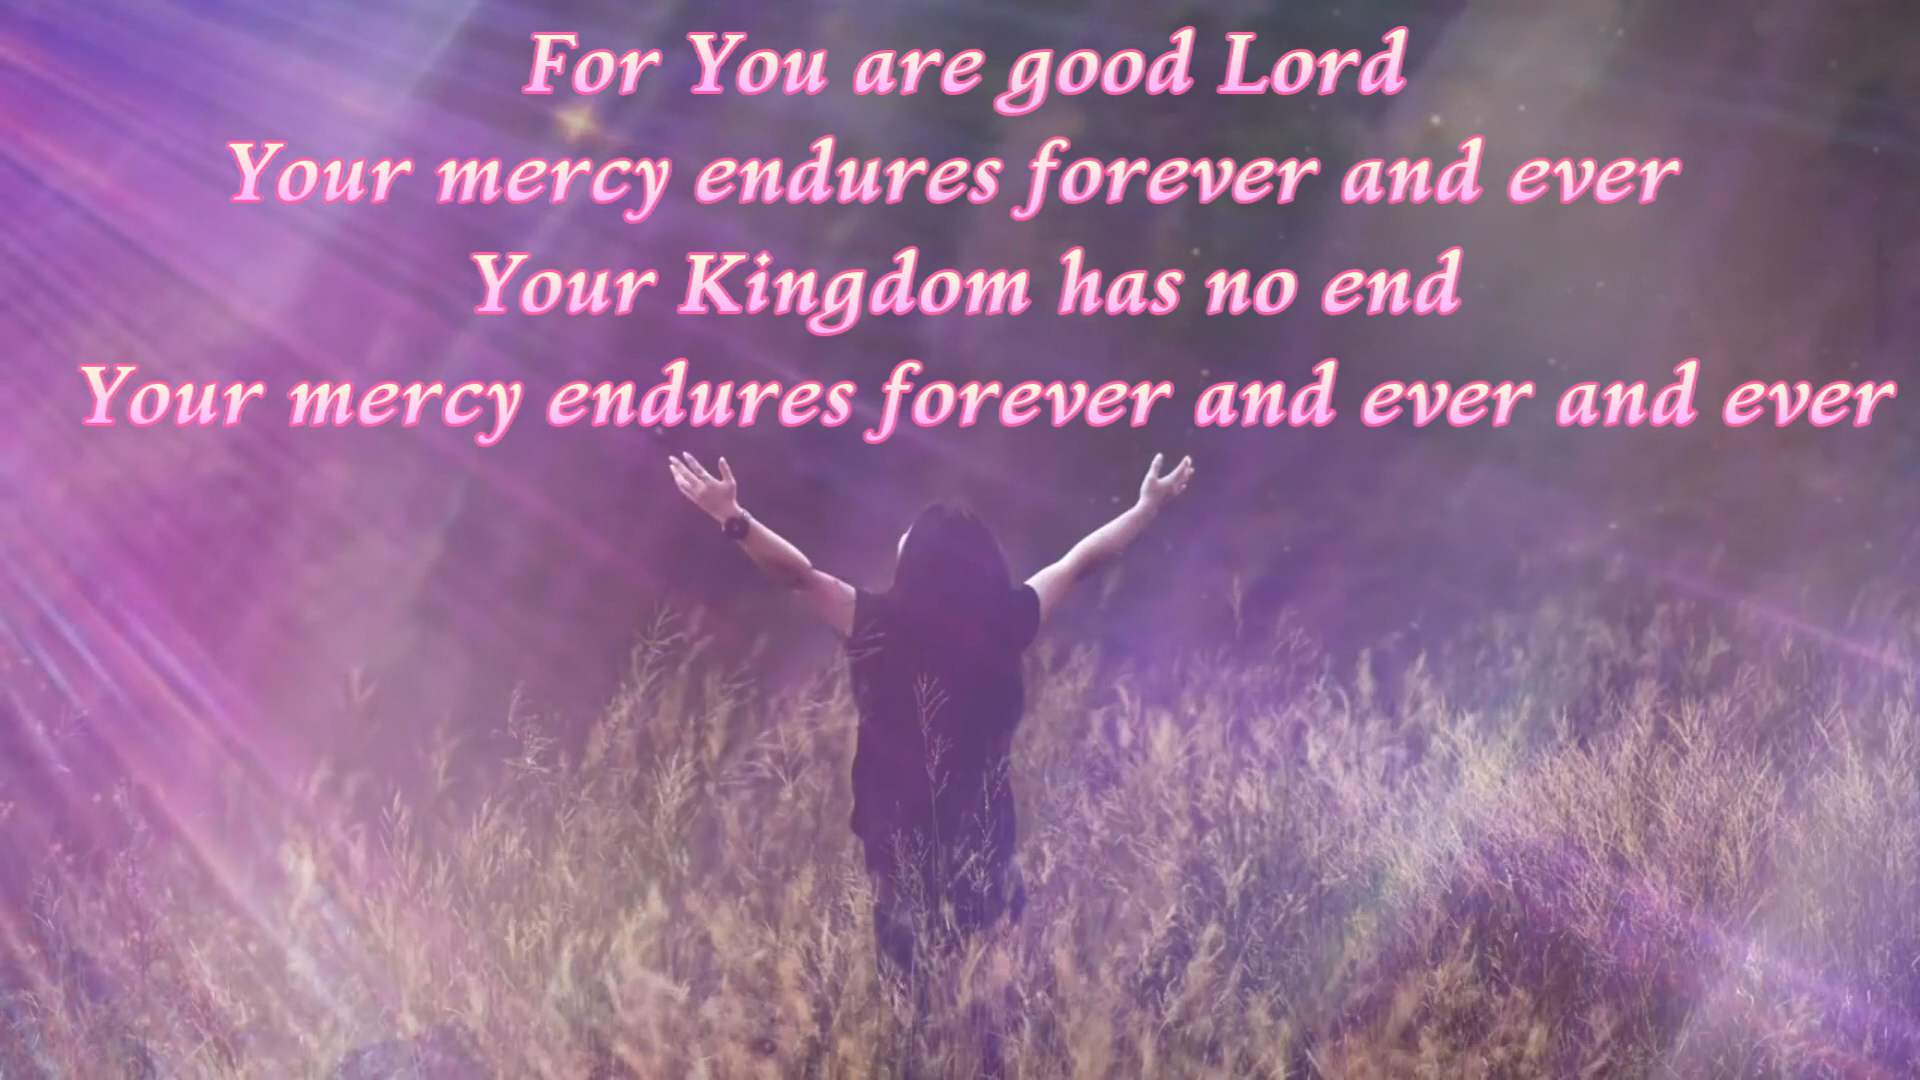 For You are good Lord
Your mercy endures forever and ever
Your Kingdom has no end
Your mercy endures forever and ever and ever